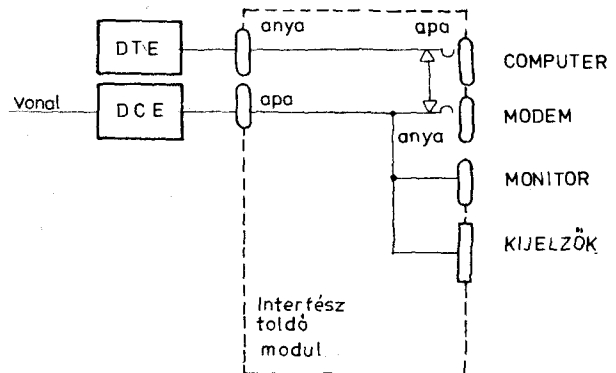 anya
apa
DTE
COMPUTER
Vonal
DCE
apa
anya
MODEM
MONITOR
KIJELZŐK
Interfész
toldó
modul